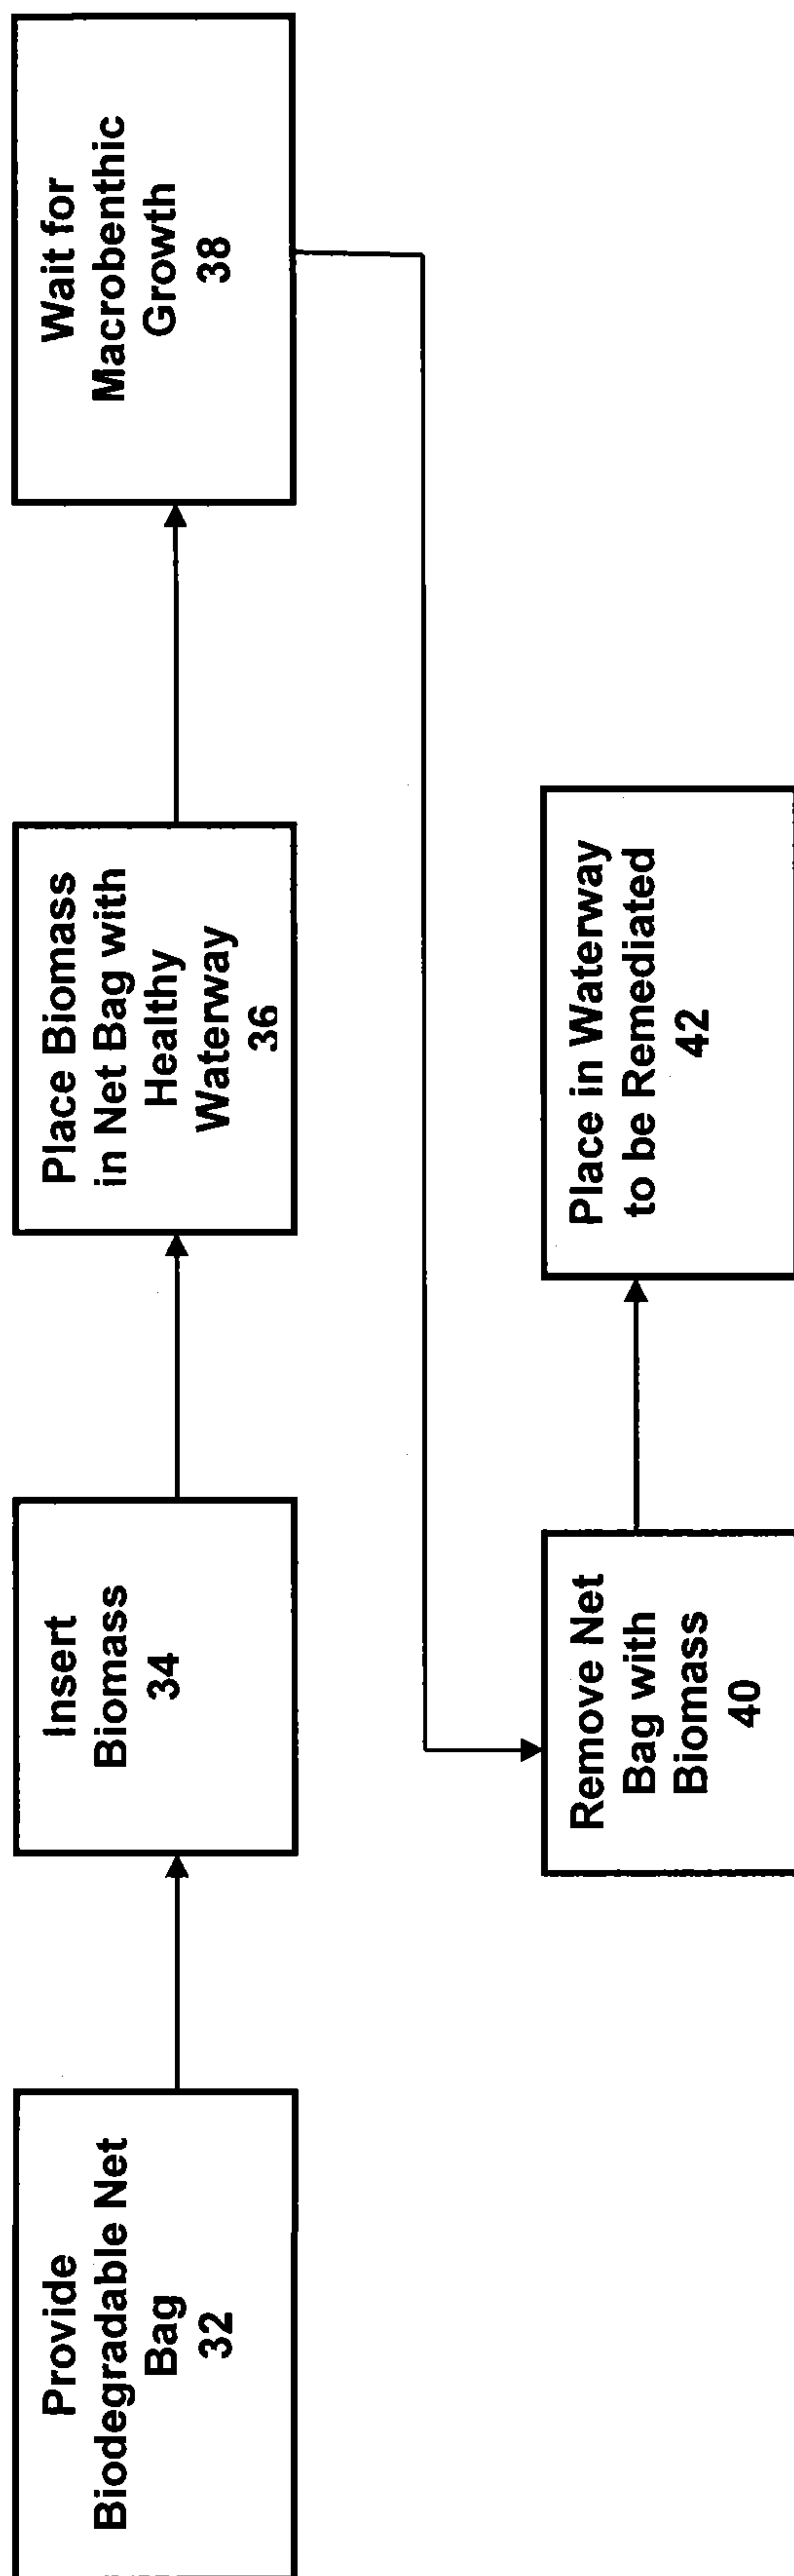 Provide
Biodegradable Net
Bag
32
Insert
Biomass
34
Place Biomass
in Net Bag with
Healthy
Waterway
36
Wait for
Macrobenthic
Growth
38
Remove Net
Bag with
Biomass
40
Place in Waterway
to be Remediated
42